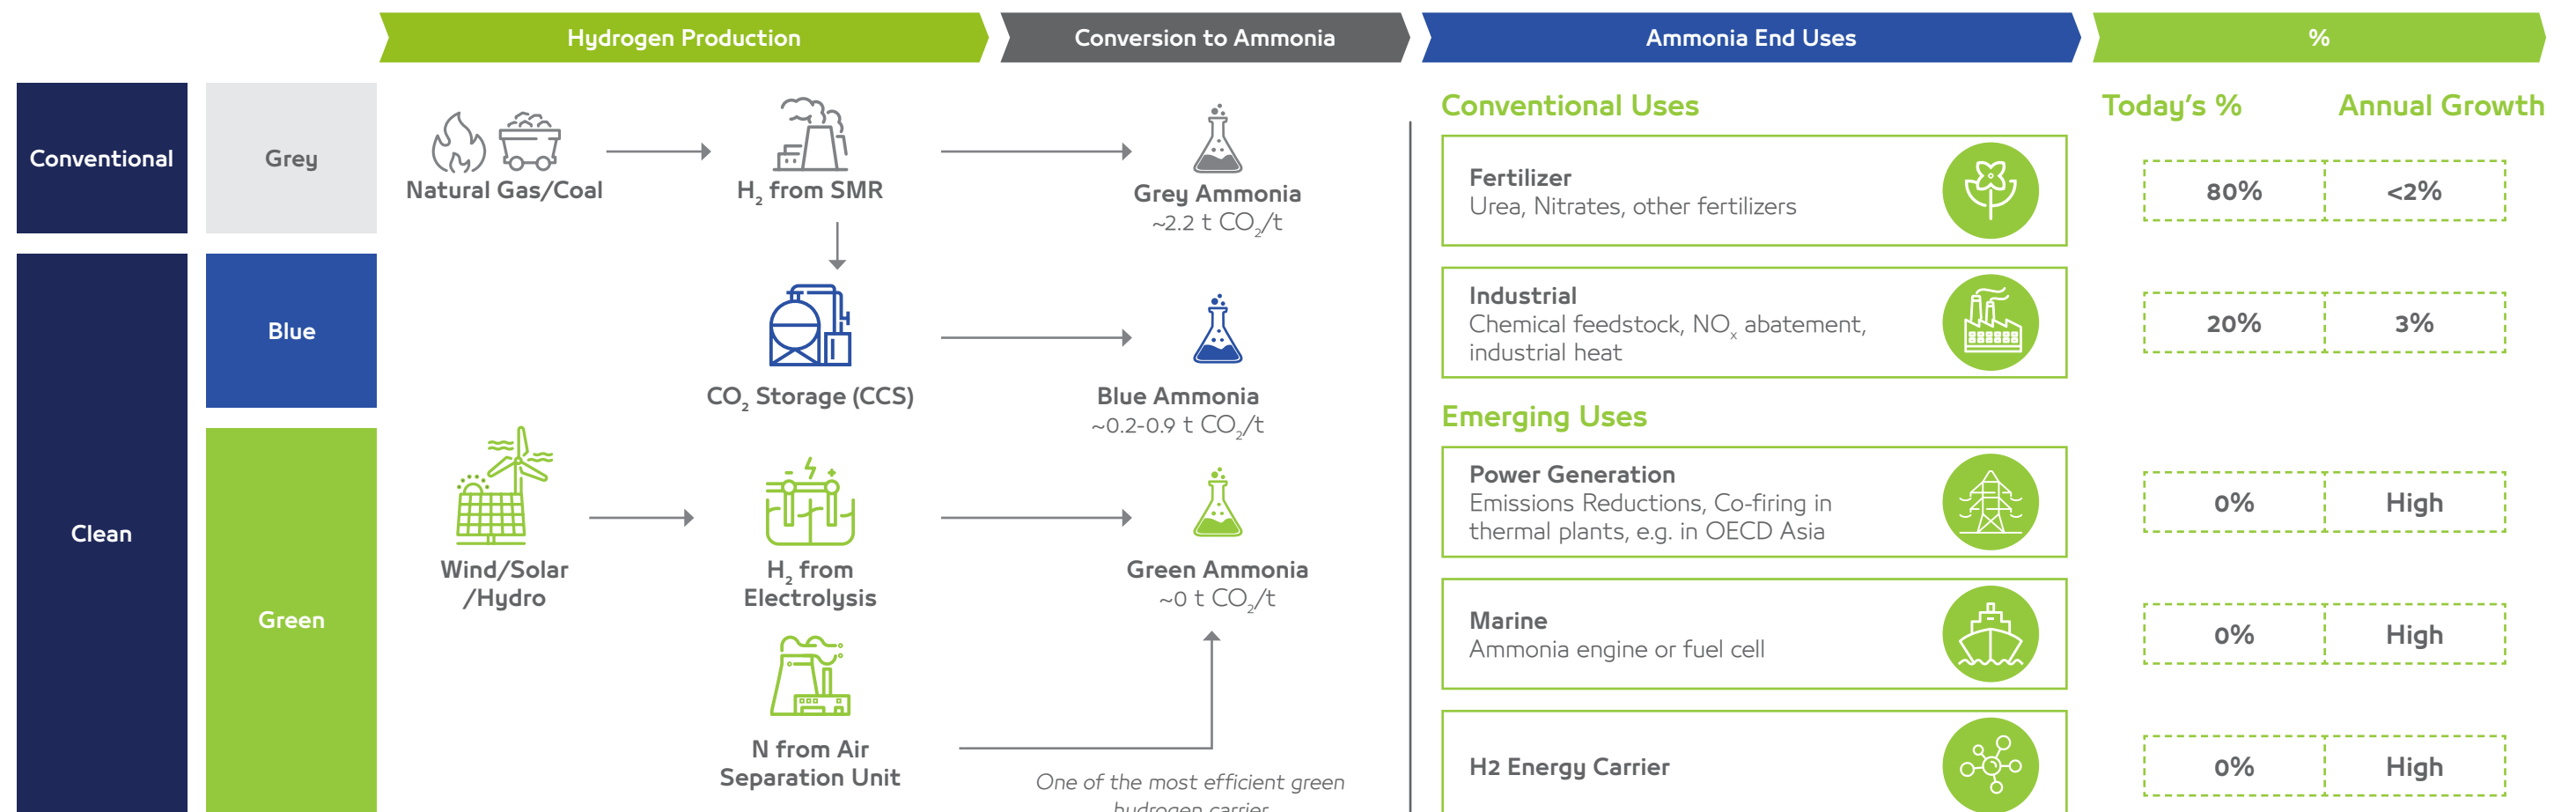 Hydrogen Production
Conversion to Ammonia
Ammonia End Uses
%
Conventional
Grey
Natural Gas/Coal
H₂ from SMR
Grey Ammonia
~2.2 t CO₂/t
Clean
Blue
CO₂ Storage (CCS)
Blue Ammonia
~0.2-0.9 t CO₂/t
Green
Wind/Solar
/Hydro
H₂ from
Electrolysis
Green Ammonia
~0 t CO₂/t
N from Air
Separation Unit
One of the most efficient green
hydrogen carrier
Conventional Uses
Today's %
Annual Growth
Fertilizer
Urea, Nitrates, other fertilizers
80%
<2%
Industrial
Chemical feedstock, NOₓ abatement,
industrial heat
20%
3%
Emerging Uses
Power Generation
Emissions Reductions, Co-firing in
thermal plants, e.g. in OECD Asia
0%
High
Marine
Ammonia engine or fuel cell
0%
High
H2 Energy Carrier
0%
High